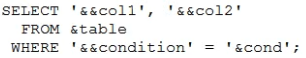 SELECT '&&col1', '&&col2'
FROM &table
WHERE '&&condition' = '&cond';